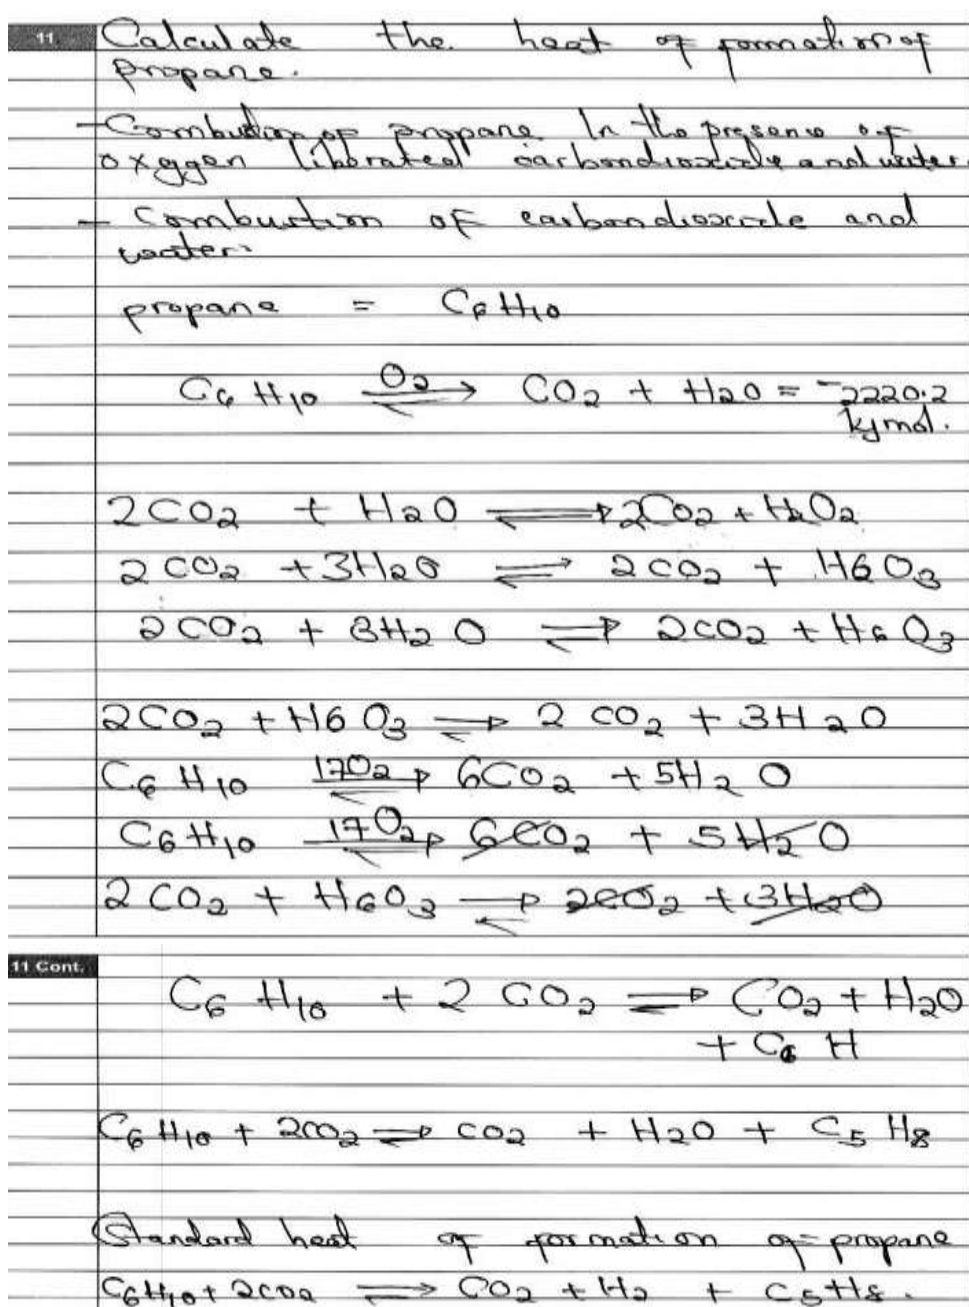 11. Calculate the heat of formation of
propane.
- Combustion of propane In the presence of
oxeggen liberated carbondioxide and water.
- Combustion of carbondioxide and
water:
propane = C6H10
C6H10 O2 ⇌ CO2 + H2O = -2220.2
kjmol.
2CO2 + H2O ⇌ 2CO2 + H2O2
2CO2 + 3H2O ⇌ 2CO2 + H6O3
2CO2 + 3H2O ⇌ 2CO2 + H6O3
2CO2 + H6O3 ⇌ 2CO2 + 3H2O
C6H10 17O2 ⇌ 6CO2 + 5H2O
C6H10 17O2 ⇌ 6CO2 + 5H2O
2CO2 + H6O3 ⇌ 2CO2 + 3H2O
11 Cont.
C6H10 + 2CO2 ⇌ CO2 + H2O
+ C6 H
C6H10 + 2CO2 ⇌ CO2 + H2O + C5H8
Standard heat of formation of propane
C6H10 + 2CO2 ⇌ CO2 + H2 + C5H8.